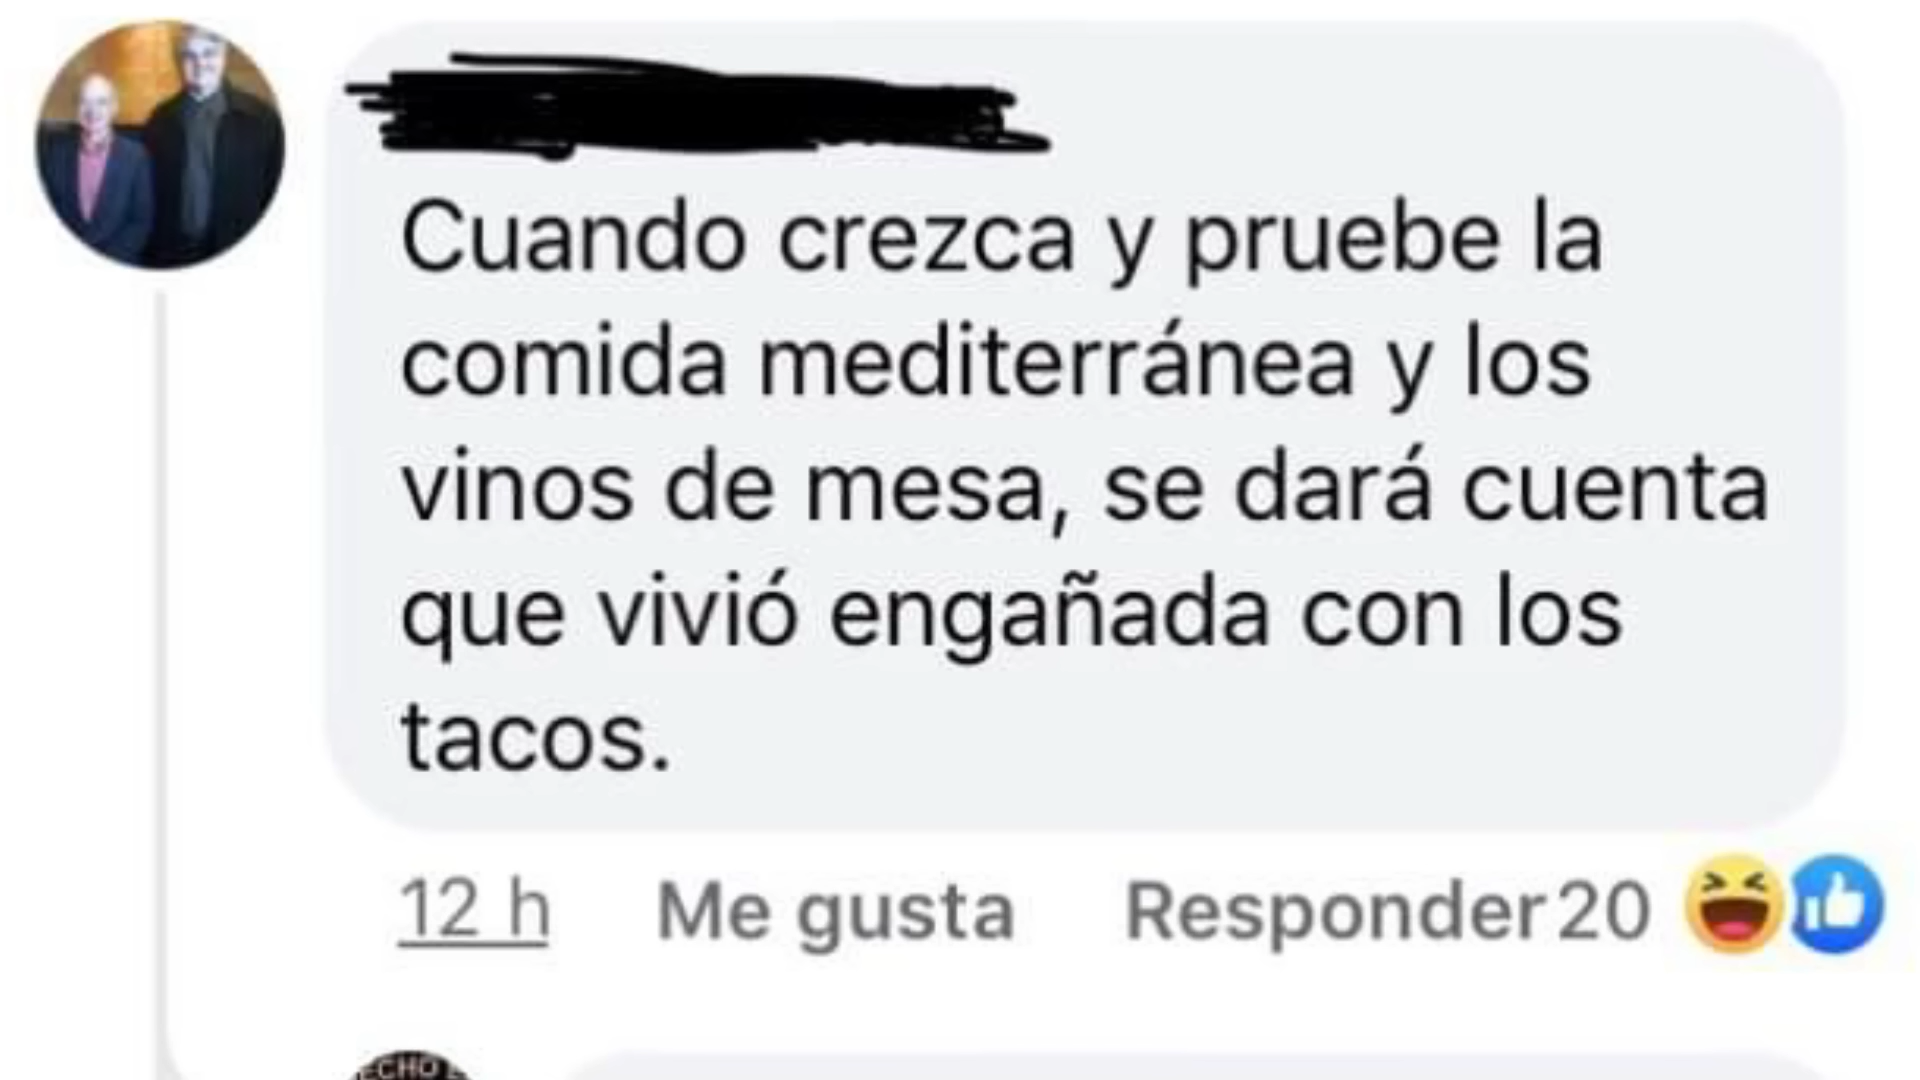 Cuando crezca y pruebe la
comida mediterránea y los
vinos de mesa, se dará cuenta
que vivió engañada con los
tacos.
12 h Me gusta Responder 20
ECHO